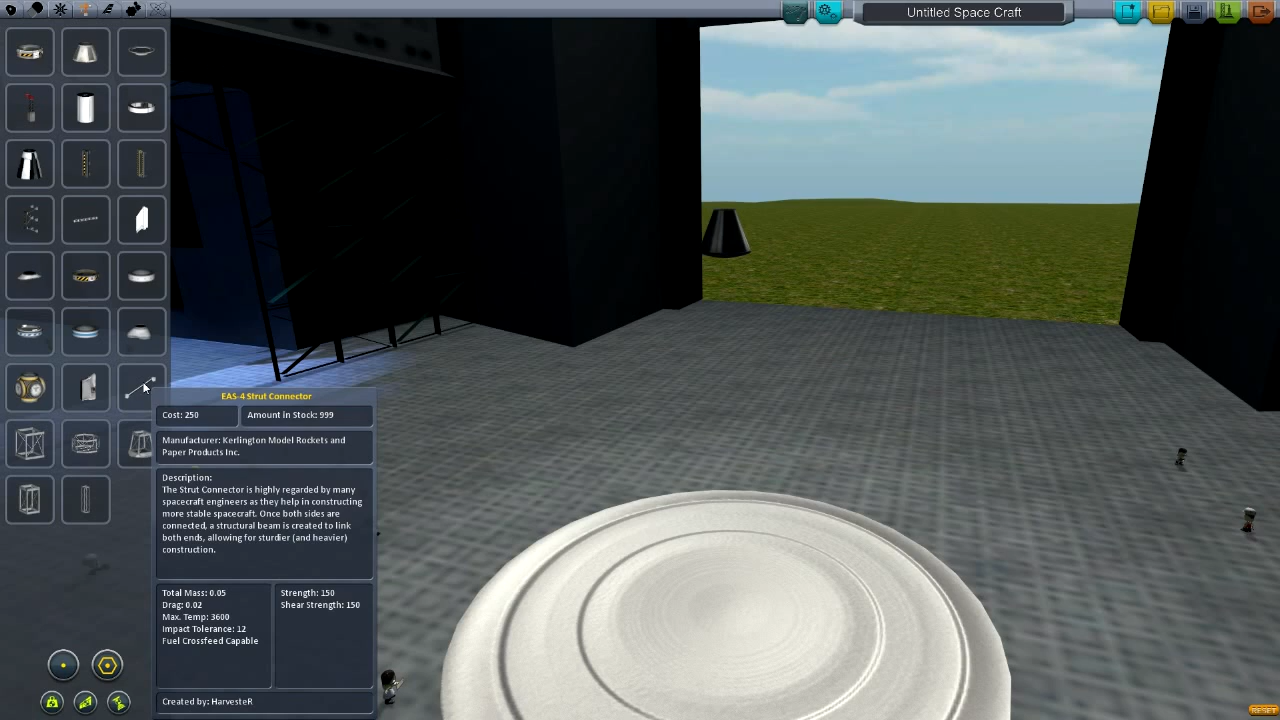 Untitled Space Craft
EAS-4 Strut Connector
Cost: 250
Amount in Stock: 999
Manufacturer: Kerlington Model Rockets and
Paper Products Inc.
Description:
The Strut Connector is highly regarded by many
spacecraft engineers as they help in constructing
more stable spacecraft. Once both sides are
connected, a structural beam is created to link
both ends, allowing for sturdier (and heavier)
construction.
Total Mass: 0.05
Drag: 0.02
Max. Temp: 3600
Impact Tolerance: 12
Fuel Crossfeed Capable
Strength: 150
Shear Strength: 150
Created by: HarvesteR
RESET